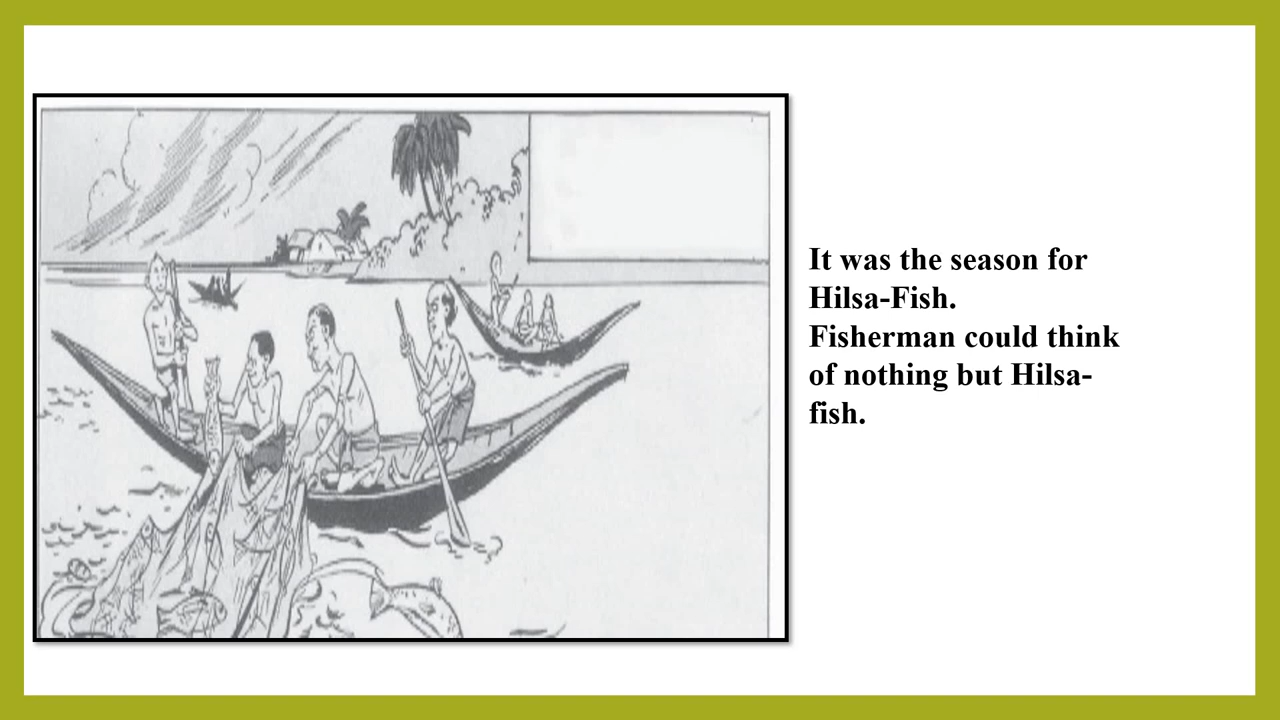 It was the season for
Hilsa-Fish.
Fisherman could think
of nothing but Hilsa-
fish.